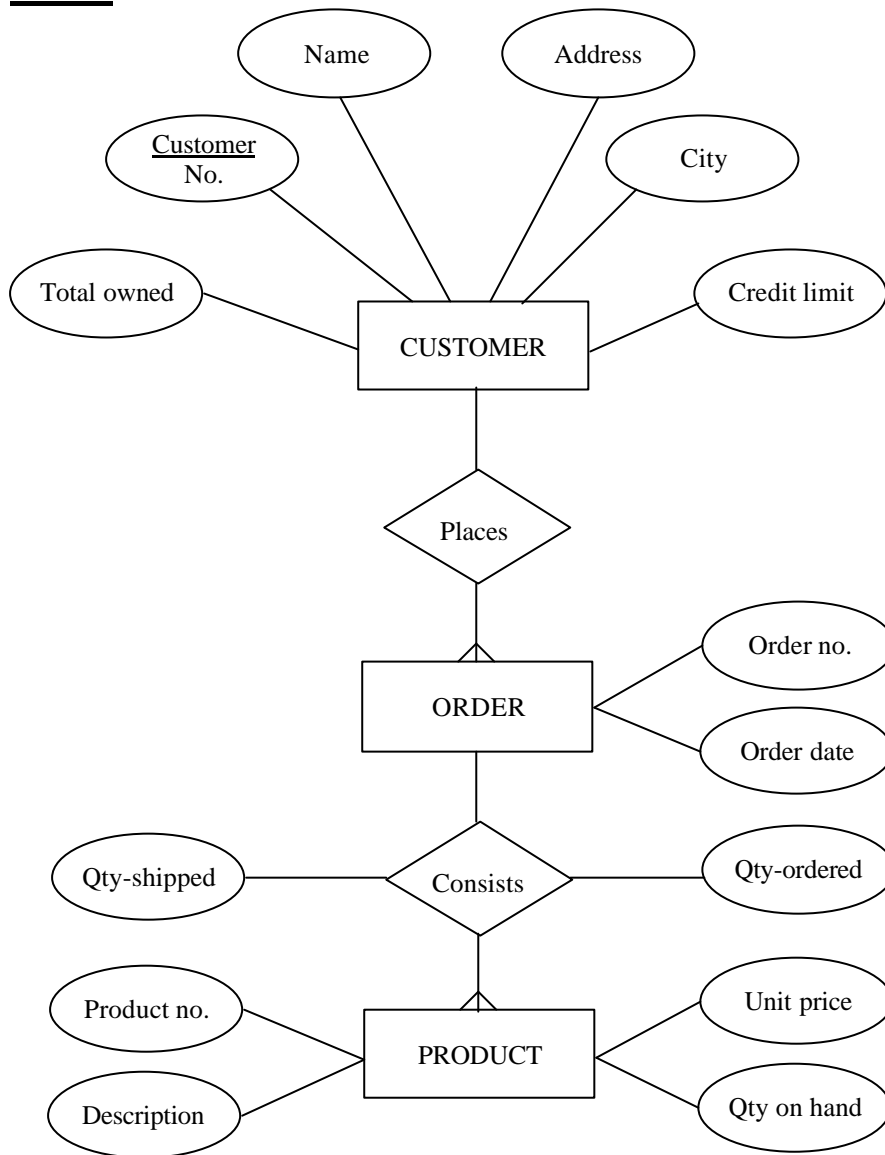 Name
Address
Customer
No.
City
Total owned
Credit limit
CUSTOMER
Places
Order no.
ORDER
Order date
Qty-shipped
Consists
Qty-ordered
Product no.
Unit price
PRODUCT
Description
Qty on hand